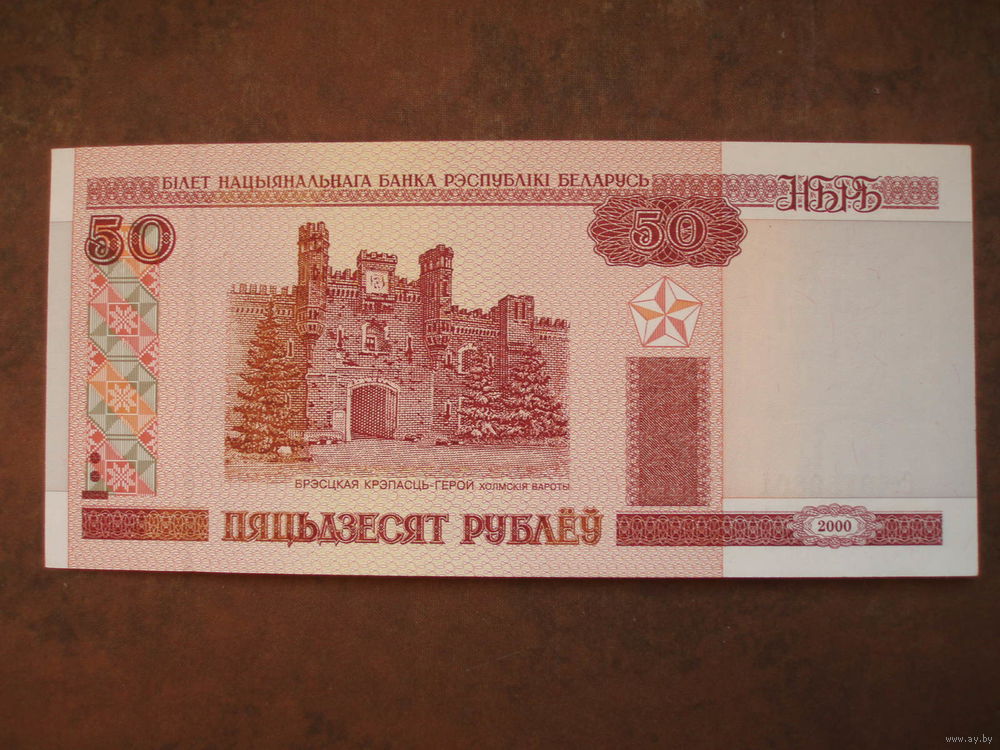 БІЛЕТ НАЦЫЯНАЛЬНАГА БАНКА РЭСПУБЛІКІ БЕЛАРУСЬ
НБРБ
50
50
БРЭСЦКАЯ КРЭПАСЦЬ-ГЕРОЙ ХОЛМСКІЯ ВАРОТЫ
ПЯЦЬДЗЕСЯТ РУБЛЁЎ
2000
www.ay.by